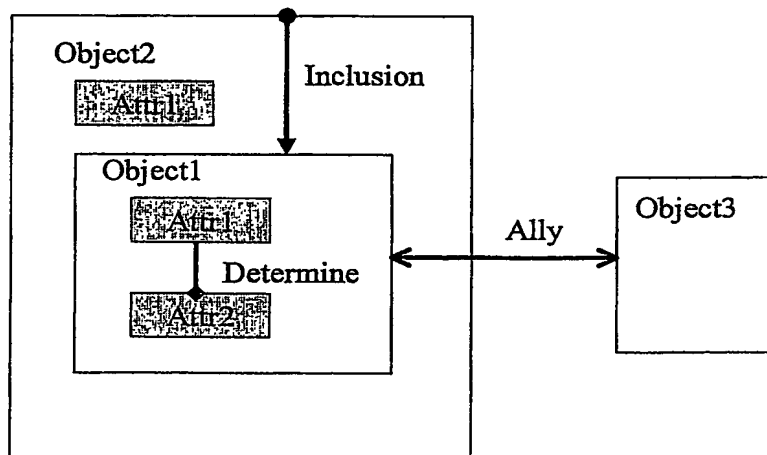 Object2
Inclusion
Attr1
Object1
Attr1
Object3
Ally
Determine
Attr2